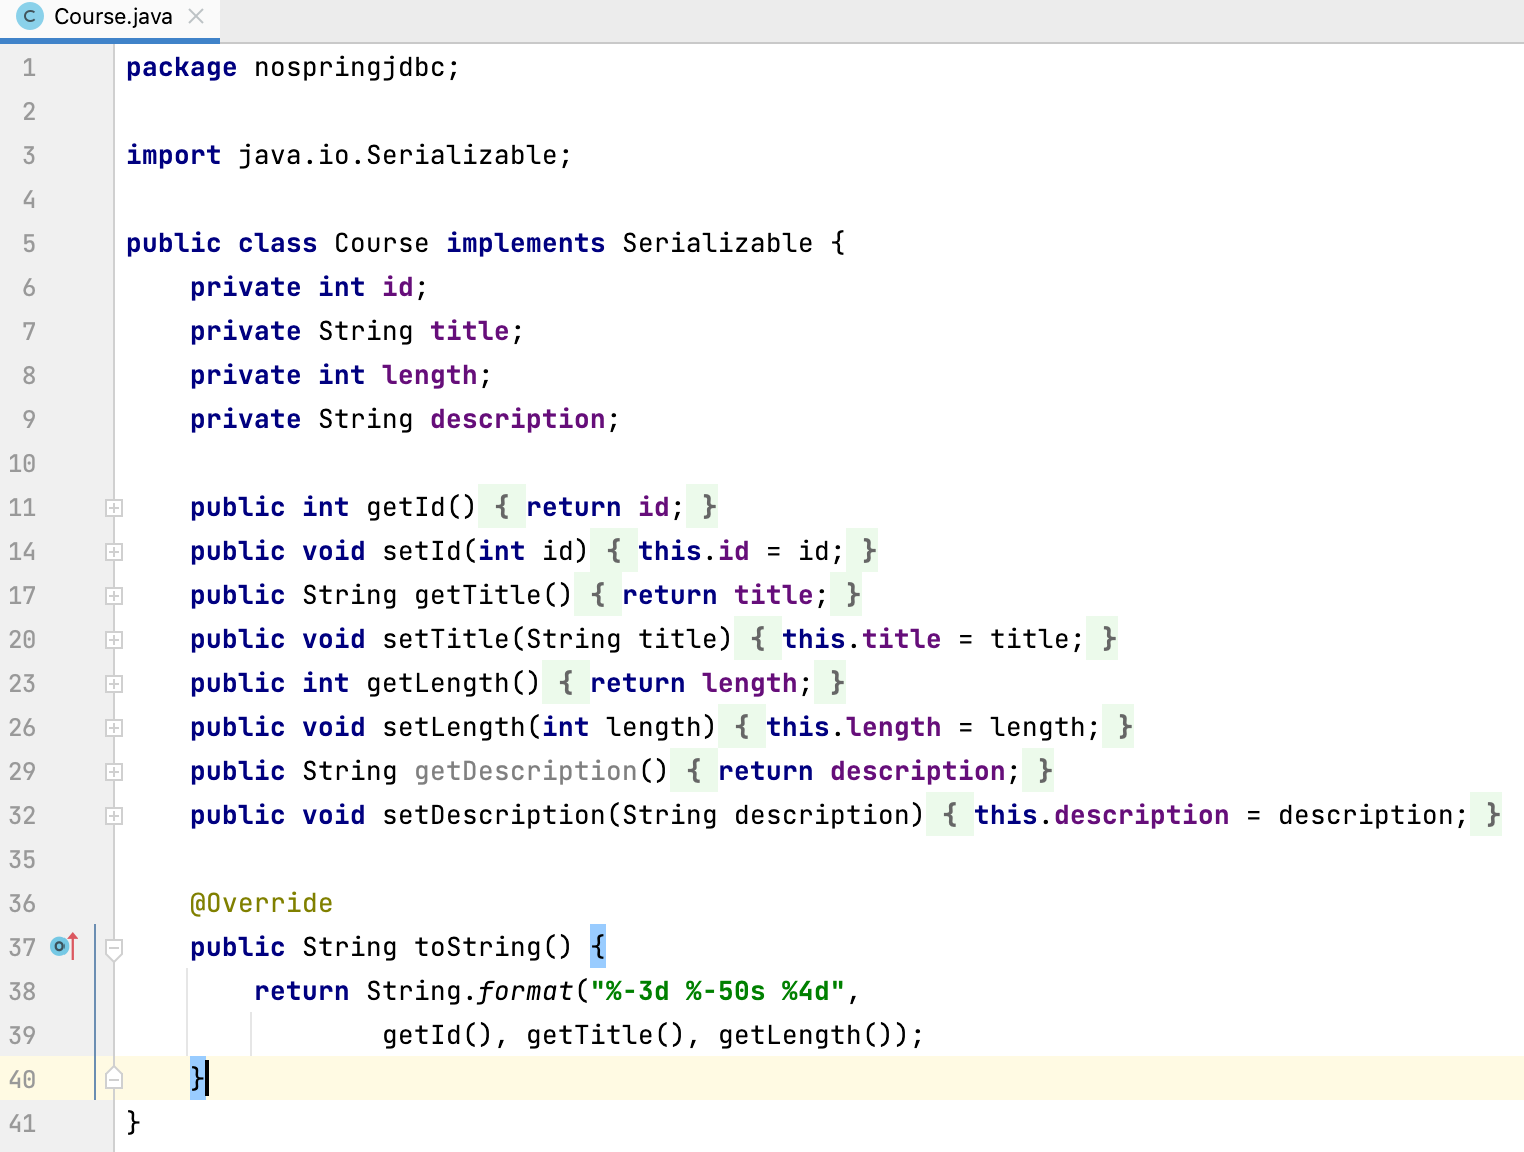 C Course.java
1 package nospringjdbc;
2
3 import java.io.Serializable;
4
5 public class Course implements Serializable {
6     private int id;
7     private String title;
8     private int length;
9     private String description;
10
11     public int getId() { return id; }
14     public void setId(int id) { this.id = id; }
17     public String getTitle() { return title; }
20     public void setTitle(String title) { this.title = title; }
23     public int getLength() { return length; }
26     public void setLength(int length) { this.length = length; }
29     public String getDescription() { return description; }
32     public void setDescription(String description) { this.description = description; }
35
36     @Override
37     public String toString() {
38         return String.format("%-3d %-50s %4d",
39                 getId(), getTitle(), getLength());
40     }
41 }